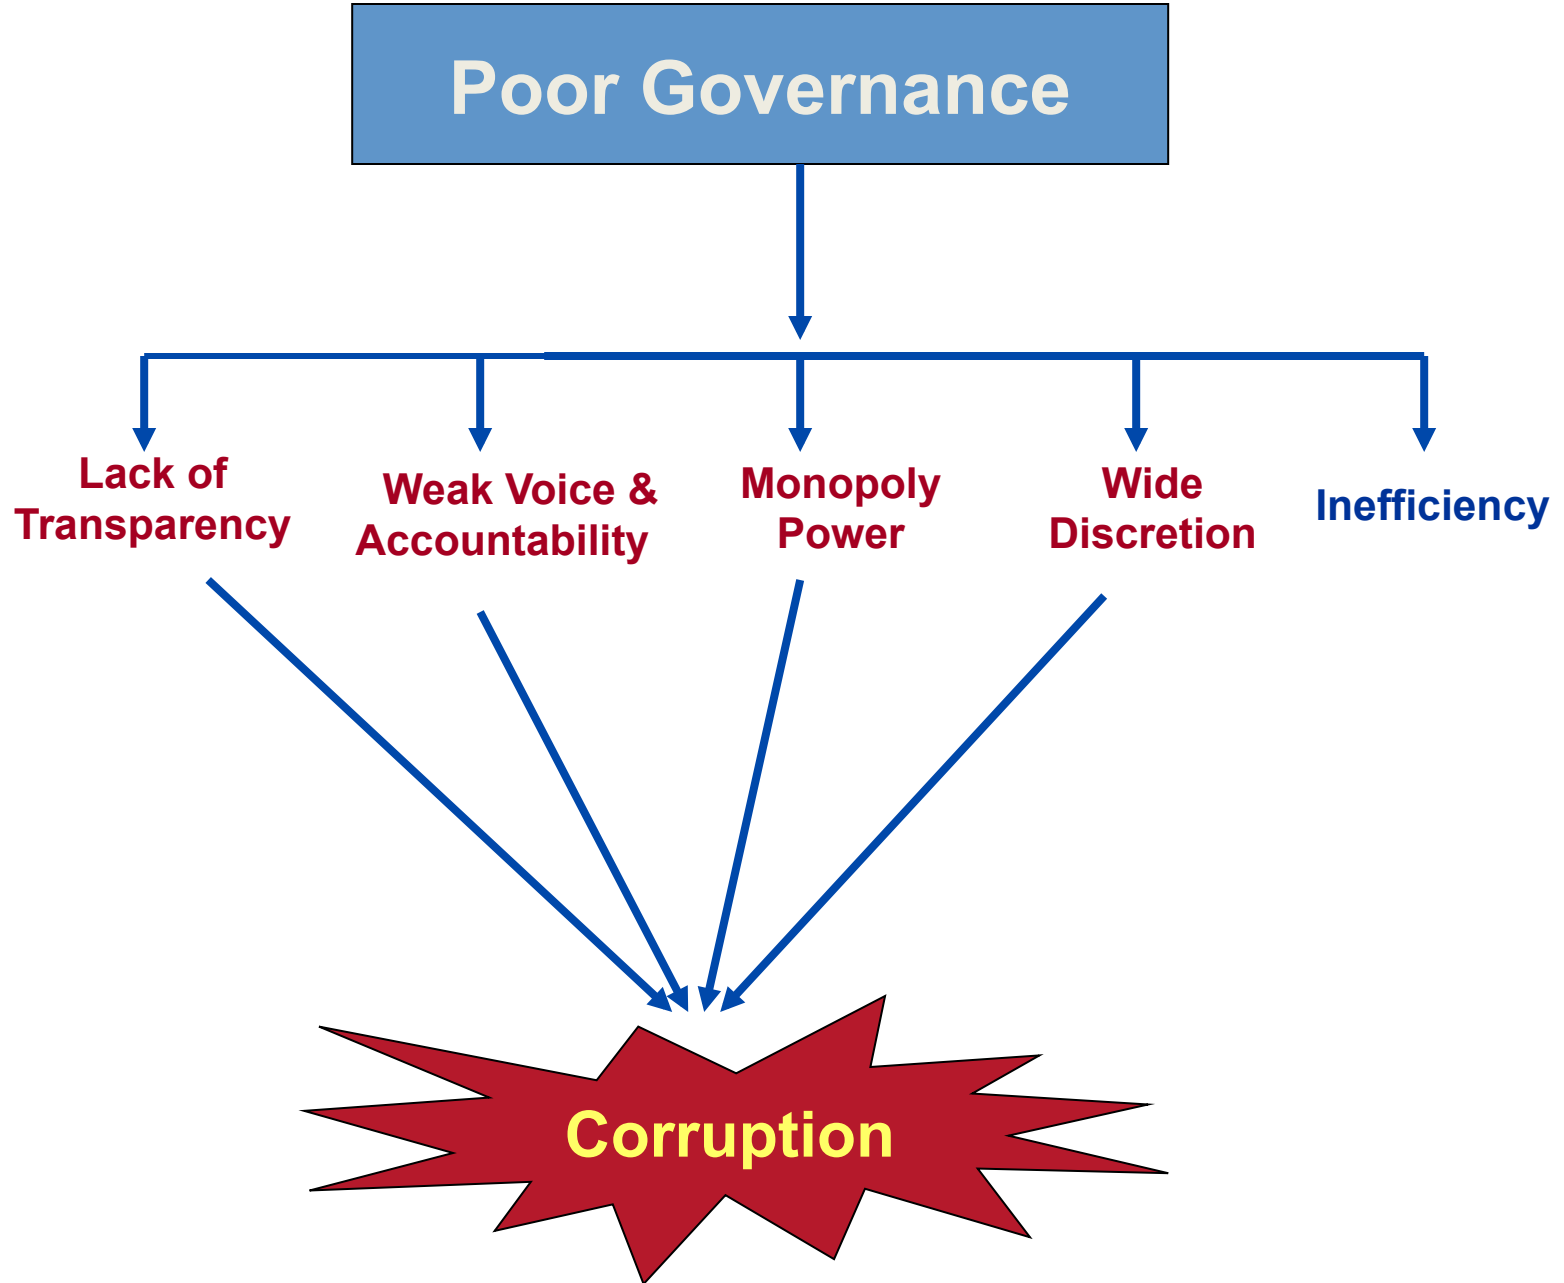 Poor Governance
Lack of
Transparency
Weak Voice &
Accountability
Monopoly
Power
Wide
Discretion
Inefficiency
Corruption